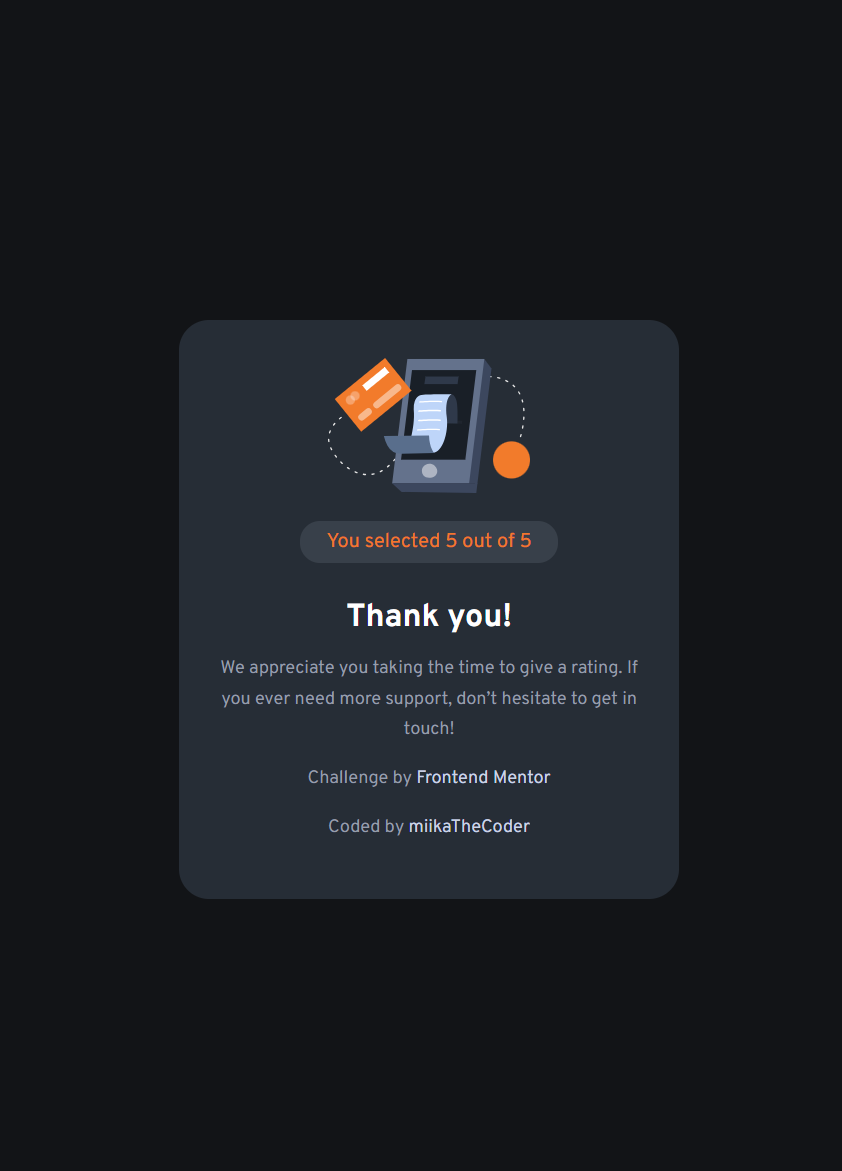 You selected 5 out of 5
Thank you!
We appreciate you taking the time to give a rating. If
you ever need more support, don’t hesitate to get in
touch!
Challenge by Frontend Mentor
Coded by miikaTheCoder